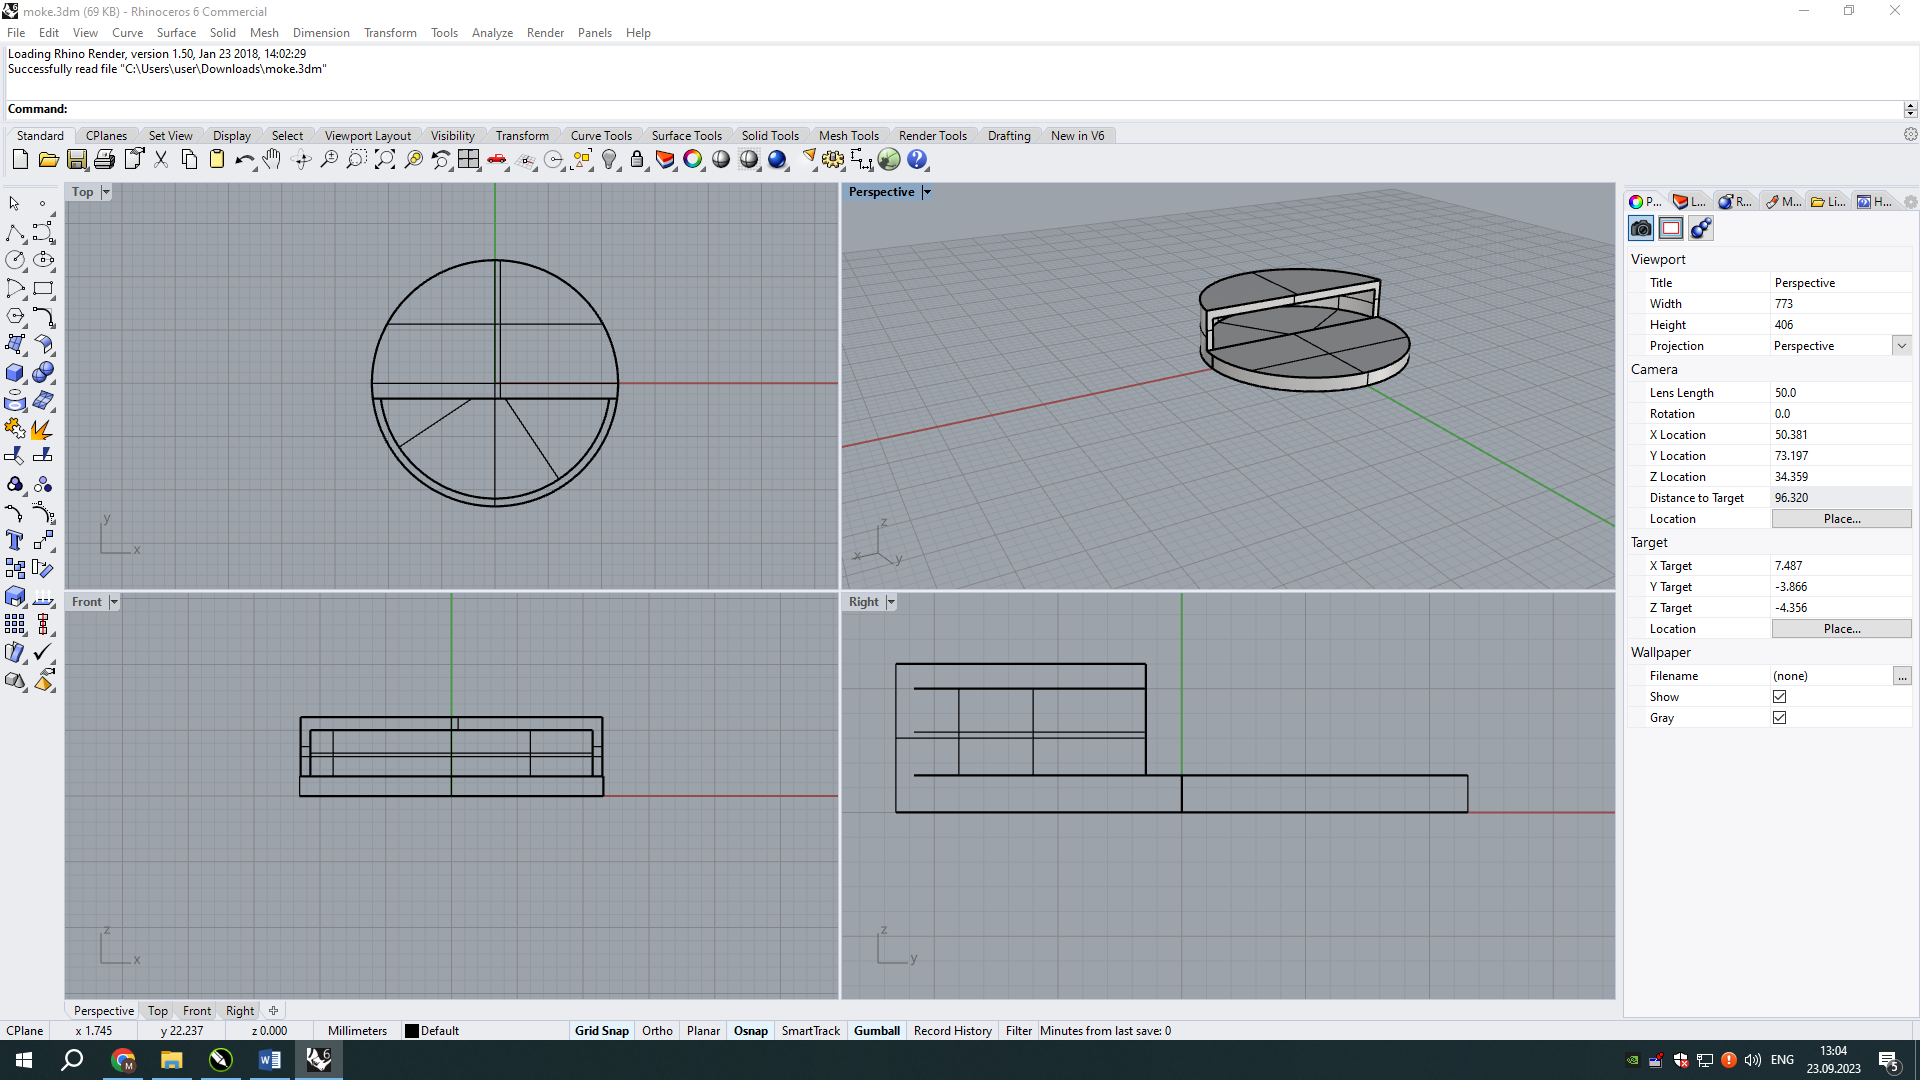 moke.3dm (69 KB) - Rhinoceros 6 Commercial
File Edit View Curve Surface Solid Mesh Dimension Transform Tools Analyze Render Panels Help
Loading Rhino Render, version 1.50, Jan 23 2018, 14:02:29
Successfully read file "C:\Users\user\Downloads\moke.3dm"
Command:
Standard CPlanes Set View Display Select Viewport Layout Visibility Transform Curve Tools Surface Tools Solid Tools Mesh Tools Render Tools Drafting New in V6
Top
Perspective
P... L... R... M... Li... H...
Viewport
Title Perspective
Width 773
Height 406
Projection Perspective
Camera
Lens Length 50.0
Rotation 0.0
X Location 50.381
Y Location 73.197
Z Location 34.359
Distance to Target 96.320
Location Place...
Target
X Target 7.487
Y Target -3.866
Z Target -4.356
Location Place...
Wallpaper
Filename (none) ...
Show
Gray
y
x
z
x
y
Front
Right
z
x
z
y
Perspective Top Front Right
CPlane x 1.745 y 22.237 z 0.000 Millimeters Default Grid Snap Ortho Planar Osnap SmartTrack Gumball Record History Filter Minutes from last save: 0
ENG
13:04
23.09.2023
5